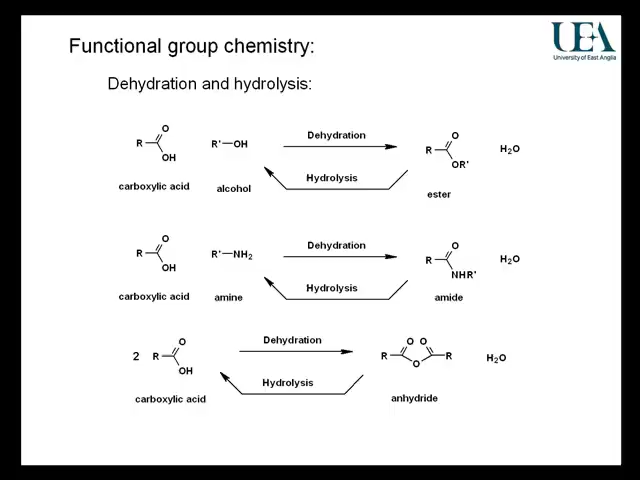 Functional group chemistry:
UEA
University of East Anglia
Dehydration and hydrolysis:
R O OH R'—OH Dehydration R O OR' H₂O
Hydrolysis
carboxylic acid alcohol ester
R O OH R'—NH₂ Dehydration R O NHR' H₂O
Hydrolysis
carboxylic acid amine amide
2 R O OH Dehydration R O O O R H₂O
Hydrolysis
carboxylic acid anhydride